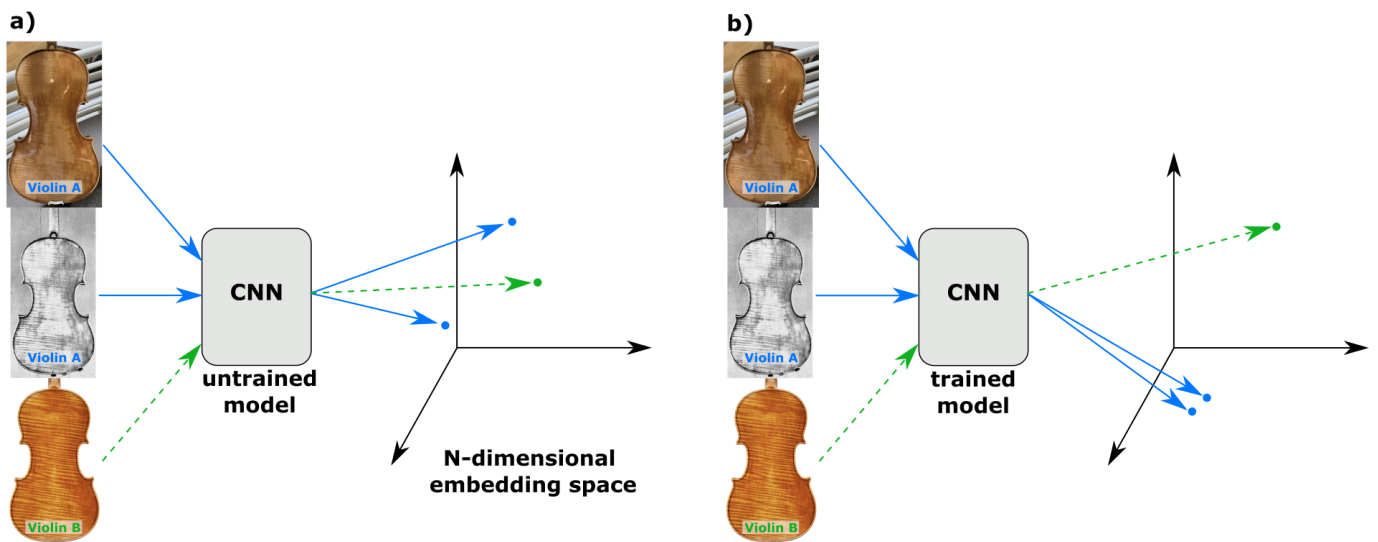 a)
Violin A
Violin A
Violin B
CNN
untrained
model
N-dimensional
embedding space
b)
Violin A
Violin A
Violin B
CNN
trained
model